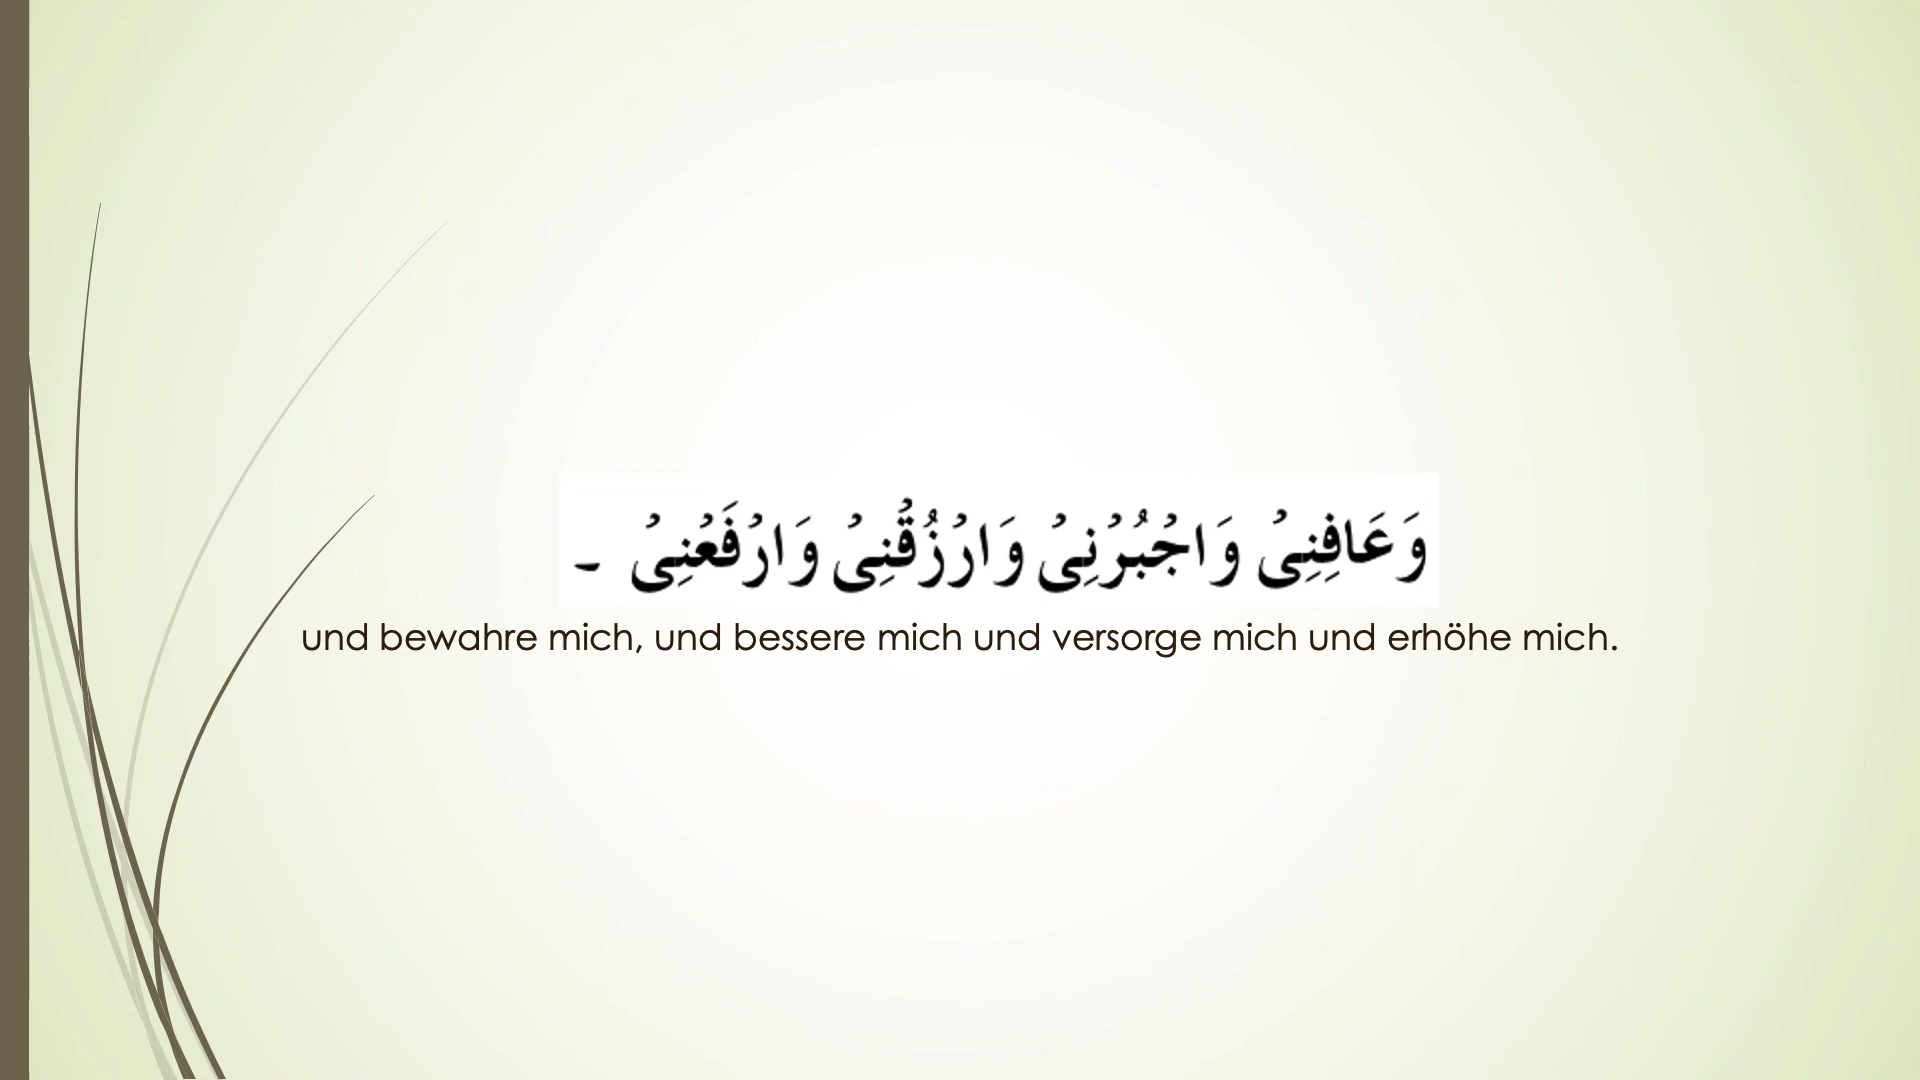 وَعَافِنِىْ وَاجْبُرْنِىْ وَارْزُقْنِىْ وَارْفَعْنِىْ ۔
und bewahre mich, und bessere mich und versorge mich und erhöhe mich.